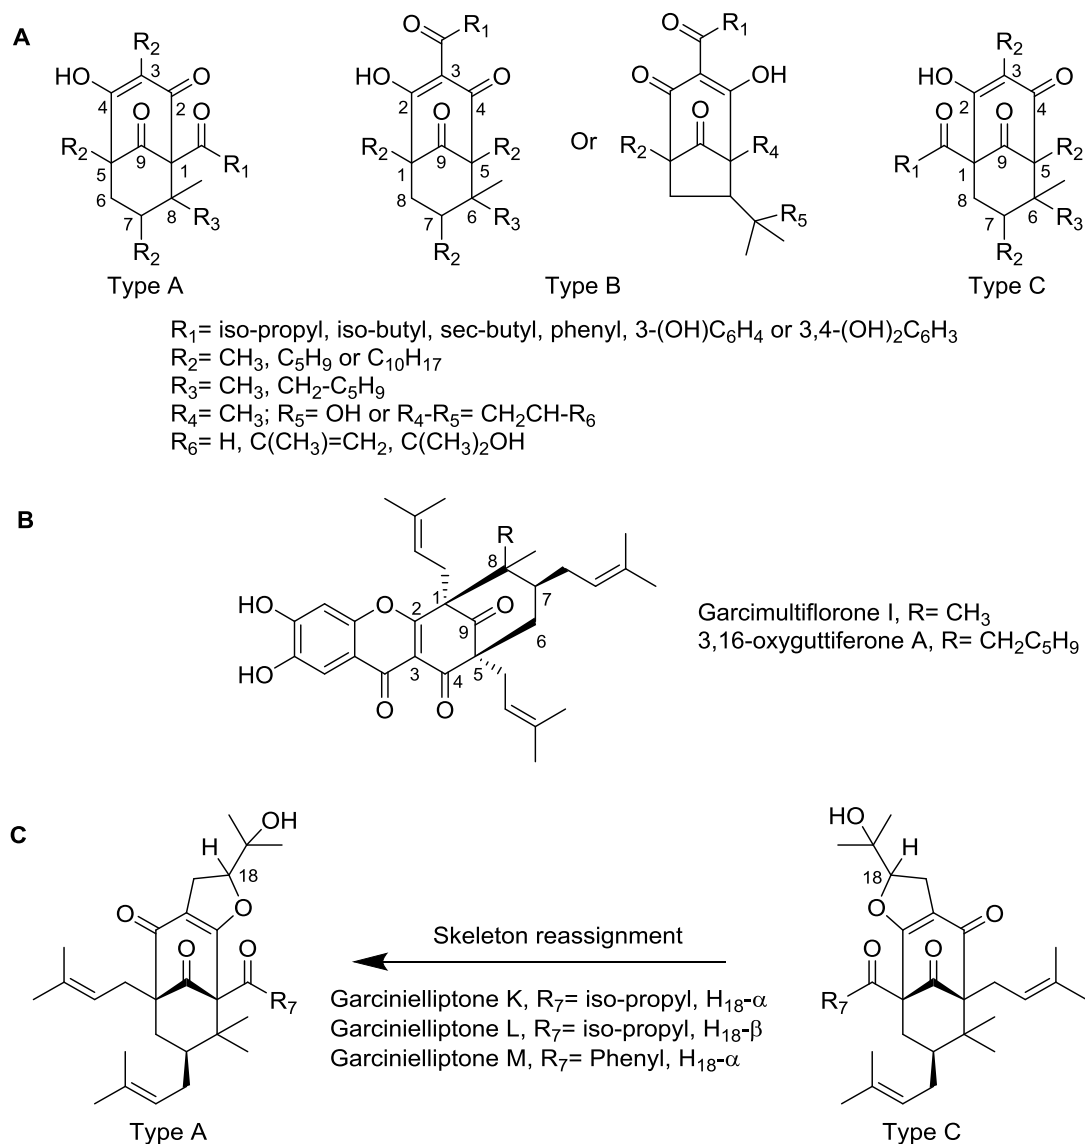 A
R2
HO
3
O
4
2
O
O
R2
9
1
R1
5
6
7
8
R3
R2
Type A
O
R1
HO
3
O
2
4
O
R2
9
R2
1
5
8
7
6
R3
R2
Or
O
R1
O
OH
O
R2
R4
R5
Type B
R2
HO
3
O
2
4
O
O
R1
9
R2
1
5
8
7
6
R3
R2
Type C
R1= iso-propyl, iso-butyl, sec-butyl, phenyl, 3-(OH)C6H4 or 3,4-(OH)2C6H3
R2= CH3, C5H9 or C10H17
R3= CH3, CH2-C5H9
R4= CH3; R5= OH or R4-R5= CH2CH-R6
R6= H, C(CH3)=CH2, C(CH3)2OH
B
R
8
HO
O
1
2
O
7
9
6
HO
3
4
5
O
O
Garcimultiflorone I, R= CH3
3,16-oxyguttiferone A, R= CH2C5H9
C
OH
H
18
O
O
O
O
R7
Type A
Skeleton reassignment
Garcinielliptone K, R7= iso-propyl, H18-α
Garcinielliptone L, R7= iso-propyl, H18-β
Garcinielliptone M, R7= Phenyl, H18-α
HO
H
18
O
O
O
O
R7
Type C